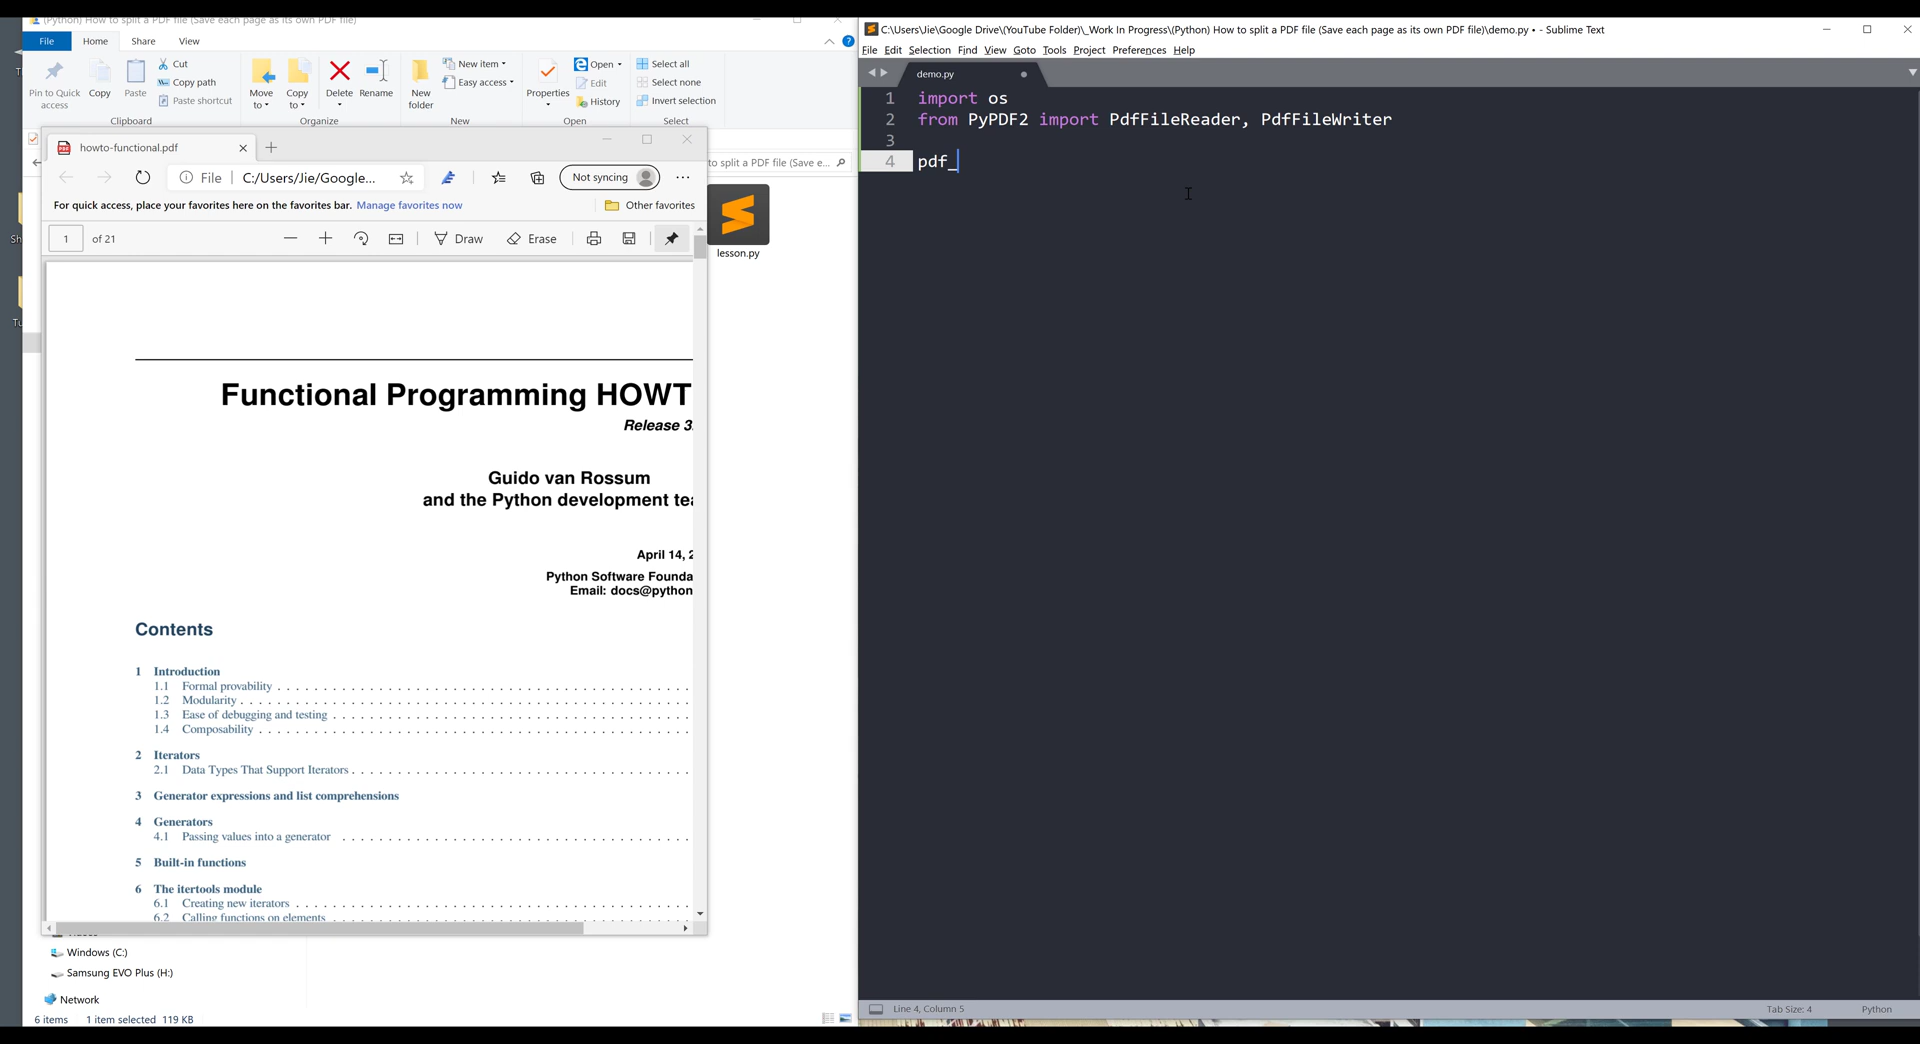 (Python) How to split a PDF file (Save each page as its own PDF file)
File Home Share View
Pin to Quick access
Copy
Paste
Cut
Copy path
Paste shortcut
Clipboard
Move to
Copy to
Delete
Rename
Organize
New folder
New item
Easy access
New
Properties
Open
Edit
History
Open
Select all
Select none
Invert selection
Select
to split a PDF file (Save e...
howto-functional.pdf
File C:/Users/Jie/Google...
Not syncing
For quick access, place your favorites here on the favorites bar. Manage favorites now
Other favorites
1 of 21
Draw
Erase
Functional Programming HOWT
Release 3.
Guido van Rossum
and the Python development tea
April 14, 2
Python Software Founda
Email: docs@python
Contents
1 Introduction
1.1 Formal provability
1.2 Modularity
1.3 Ease of debugging and testing
1.4 Composability
2 Iterators
2.1 Data Types That Support Iterators
3 Generator expressions and list comprehensions
4 Generators
4.1 Passing values into a generator
5 Built-in functions
6 The itertools module
6.1 Creating new iterators
6.2 Calling functions on elements
lesson.py
Windows (C:)
Samsung EVO Plus (H:)
Network
6 items 1 item selected 119 KB
C:\Users\Jie\Google Drive\(YouTube Folder)\_Work In Progress\(Python) How to split a PDF file (Save each page as its own PDF file)\demo.py • - Sublime Text
File Edit Selection Find View Goto Tools Project Preferences Help
demo.py
1 import os
2 from PyPDF2 import PdfFileReader, PdfFileWriter
3
4 pdf_
Line 4, Column 5
Tab Size: 4
Python